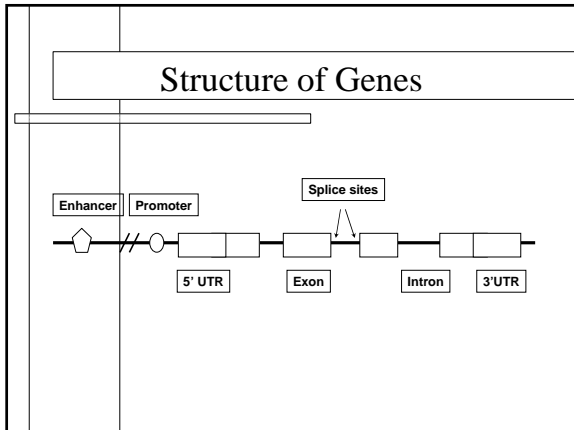 Structure of Genes
Splice sites
Enhancer
Promoter
5' UTR
Exon
Intron
3'UTR